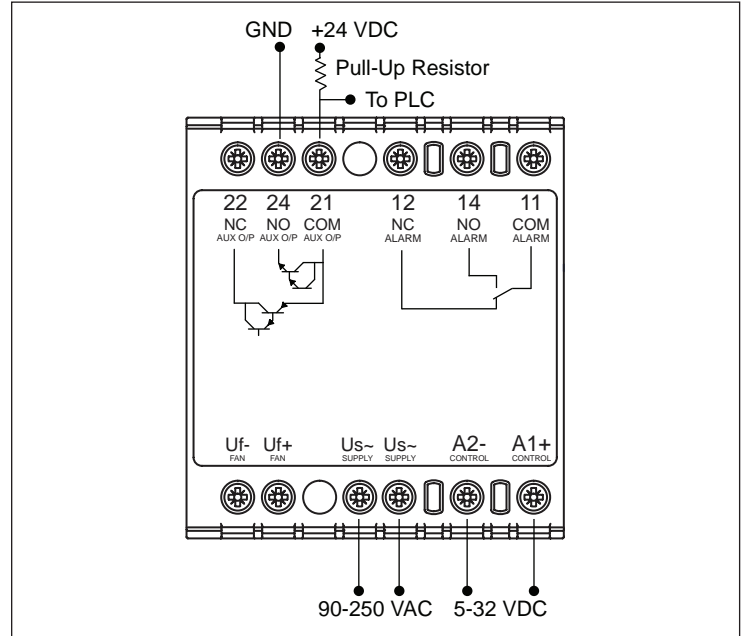 GND +24 VDC
Pull-Up Resistor
To PLC
22 24 21 12 14 11
NC NO COM NC NO COM
AUX O/P AUX O/P AUX O/P ALARM ALARM ALARM
Uf- Uf+ Us~ Us~ A2- A1+
FAN FAN SUPPLY SUPPLY CONTROL CONTROL
90-250 VAC 5-32 VDC